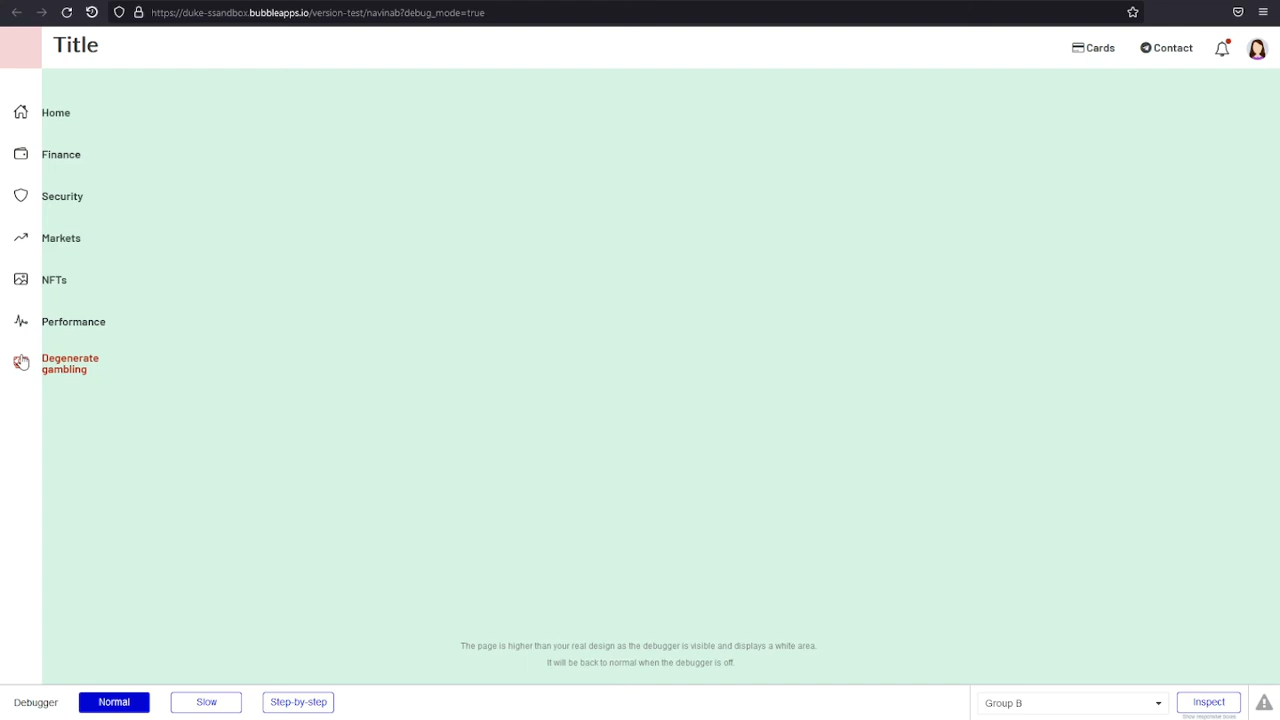 https://duke-ssandbox.bubbleapps.io/version-test/navinab?debug_mode=true
Title
Cards
Contact
Home
Finance
Security
Markets
NFTs
Performance
Degenerate
gambling
The page is higher than your real design as the debugger is visible and displays a white area.
It will be back to normal when the debugger is off.
Debugger
Normal
Slow
Step-by-step
Group B
Inspect
Show responsive boxes